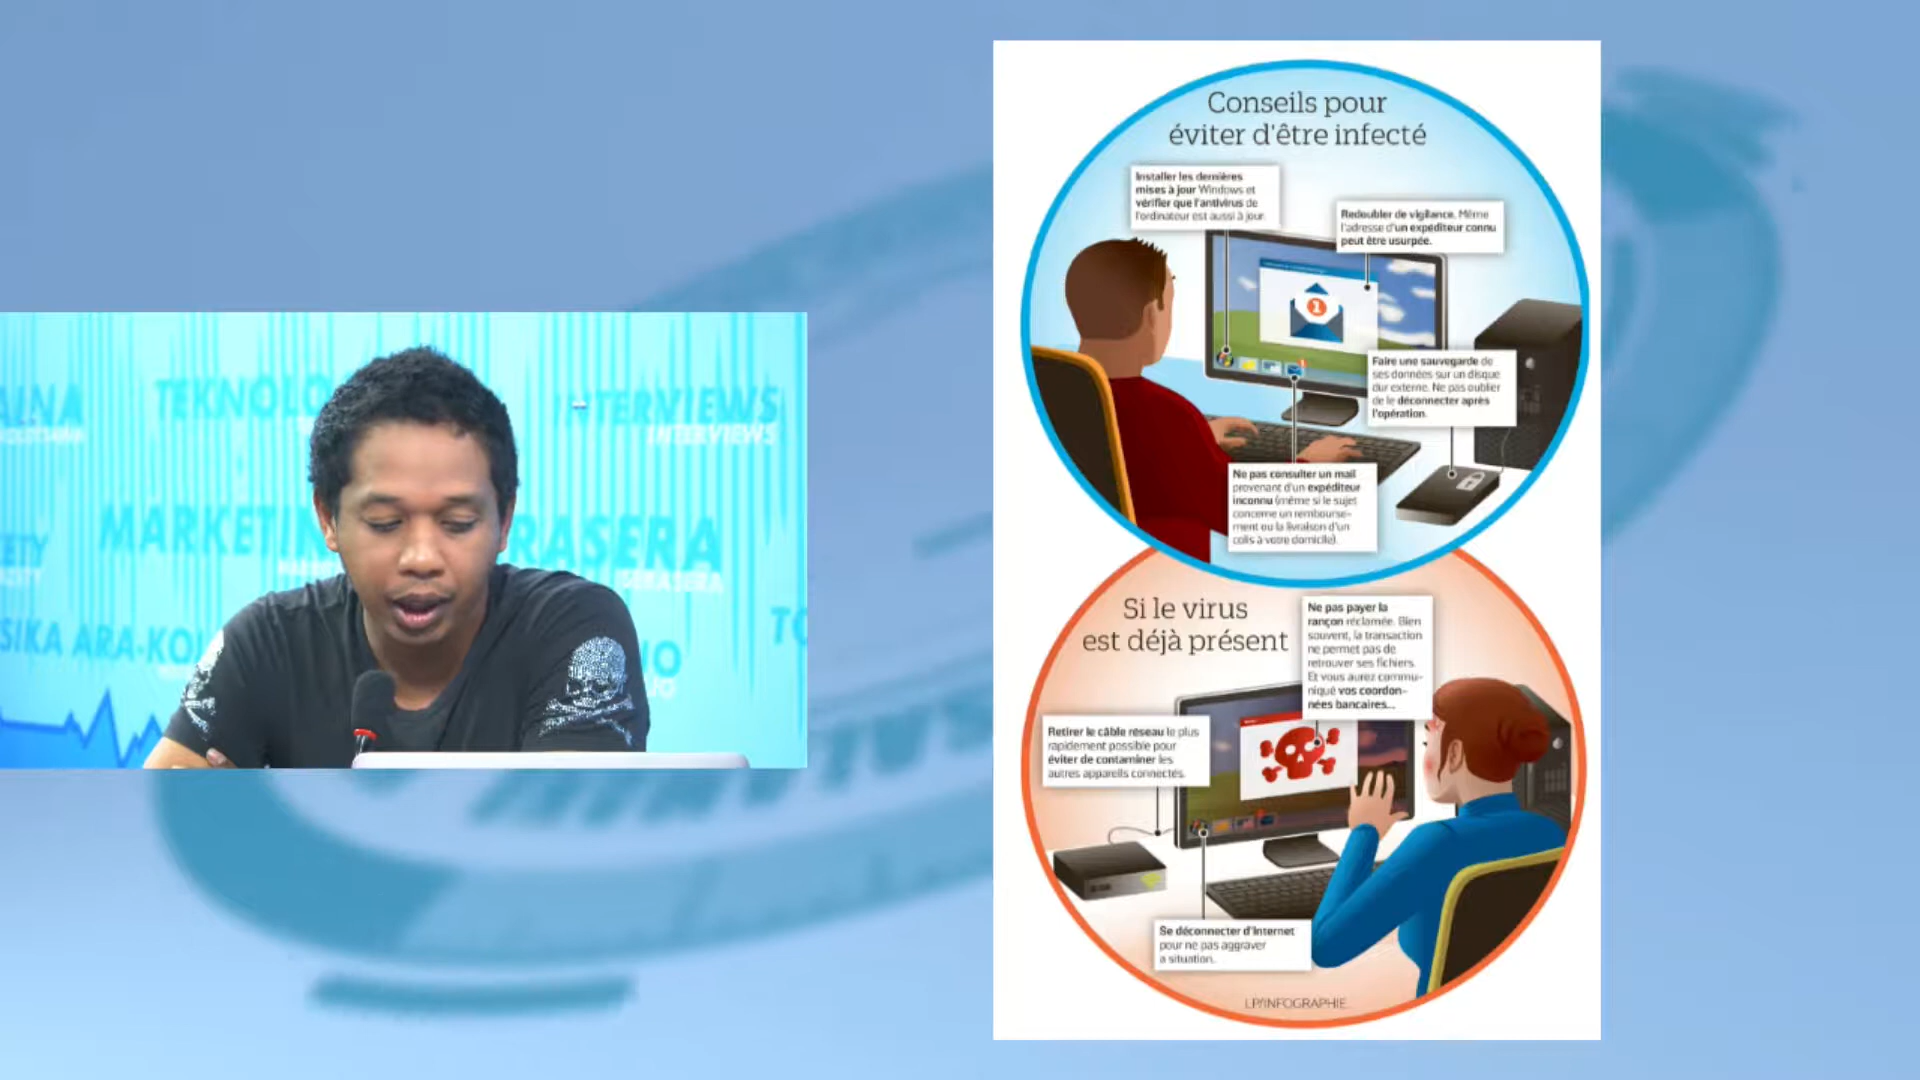 TEKNOLO
INTERVIEWS
INTERVIEWS
MARKETIN
RASERA
SERASERA
SIKA ARA-KO
Conseils pour
éviter d'être infecté
Installer les dernières
mises à jour Windows et
vérifier que l'antivirus de
l'ordinateur est aussi à jour.
Redoubler de vigilance. Même
l'adresse d'un expéditeur connu
peut être usurpée.
1
Faire une sauvegarde de
ses données sur un disque
dur externe. Ne pas oublier
de le déconnecter après
l'opération.
Ne pas consulter un mail
provenant d'un expéditeur
inconnu (même si le sujet
concerne un rembourse-
ment ou la livraison d'un
colis à votre domicile).
Si le virus
est déjà présent
Ne pas payer la
rançon réclamée. Bien
souvent, la transaction
ne permet pas de
retrouver ses fichiers.
Et vous aurez commu-
niqué vos coordon-
nées bancaires...
Retirer le câble réseau le plus
rapidement possible pour
éviter de contaminer les
autres appareils connectés.
Se déconnecter d'Internet
pour ne pas aggraver
a situation.
LP/INFOGRAPHIE.